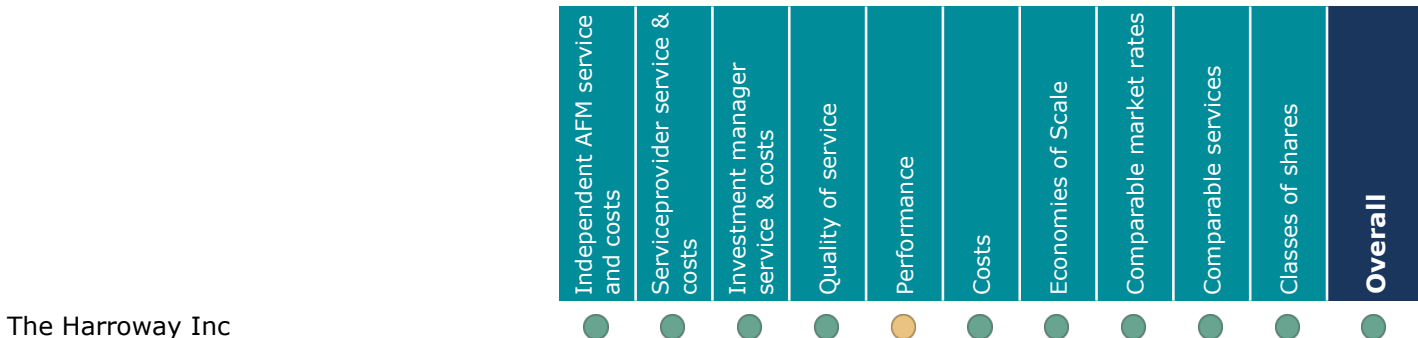 Independent AFM service
and costs
Serviceprovider service &
costs
Investment manager
service & costs
Quality of service
Performance
Costs
Economies of Scale
Comparable market rates
Comparable services
Classes of shares
Overall
The Harroway Inc